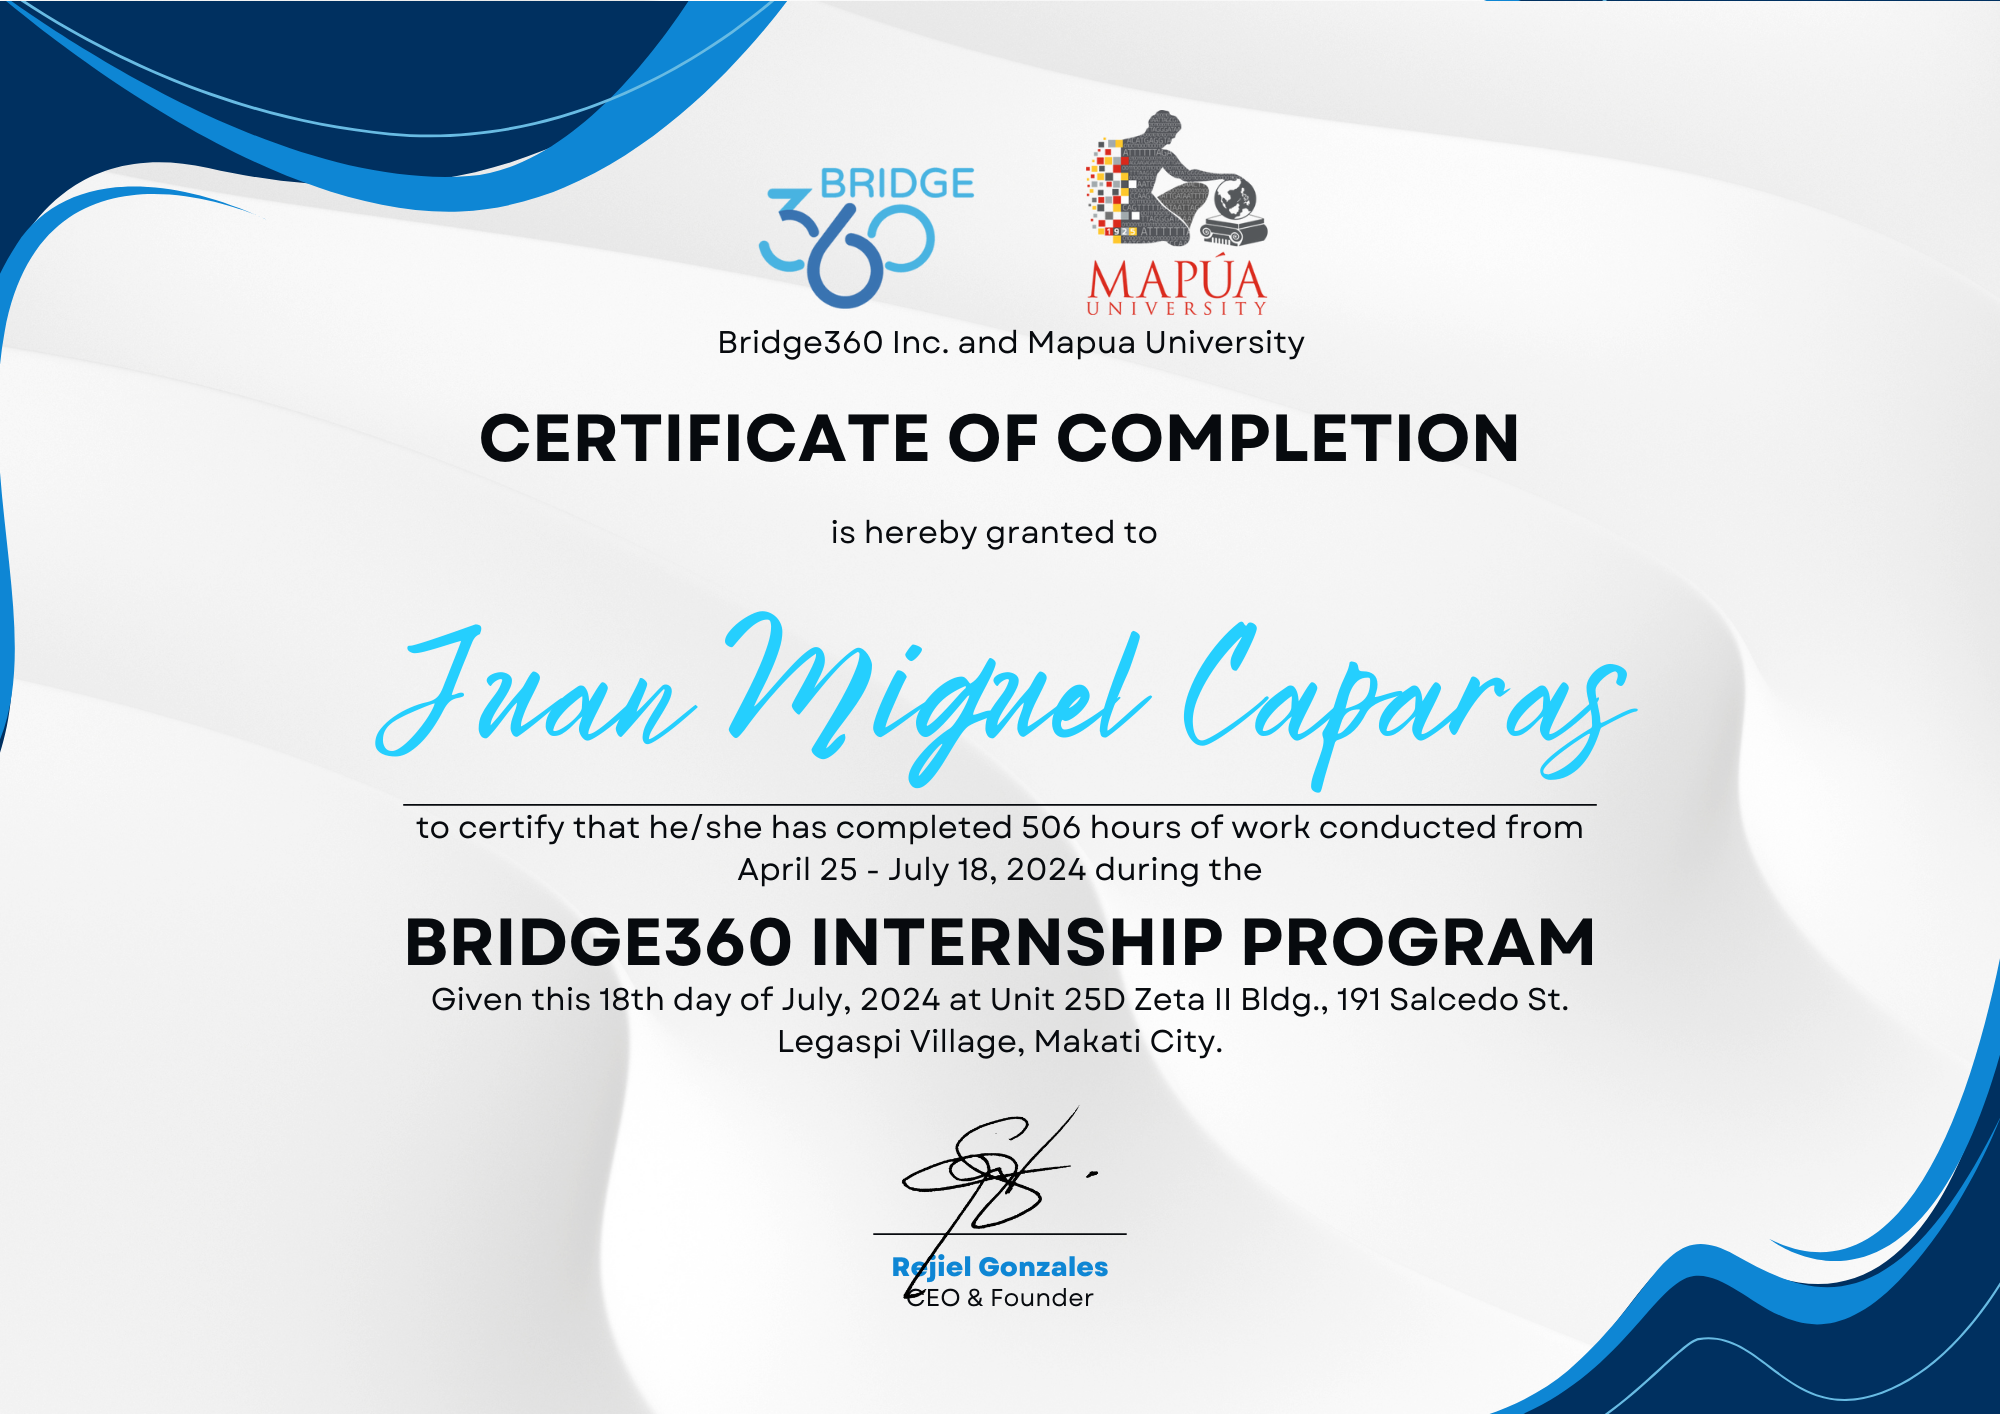 BRIDGE
360
1925
MAPÚA
UNIVERSITY
Bridge360 Inc. and Mapua University
CERTIFICATE OF COMPLETION
is hereby granted to
Juan Miguel Caparas
to certify that he/she has completed 506 hours of work conducted from
April 25 - July 18, 2024 during the
BRIDGE360 INTERNSHIP PROGRAM
Given this 18th day of July, 2024 at Unit 25D Zeta II Bldg., 191 Salcedo St.
Legaspi Village, Makati City.
Rejiel Gonzales
CEO & Founder